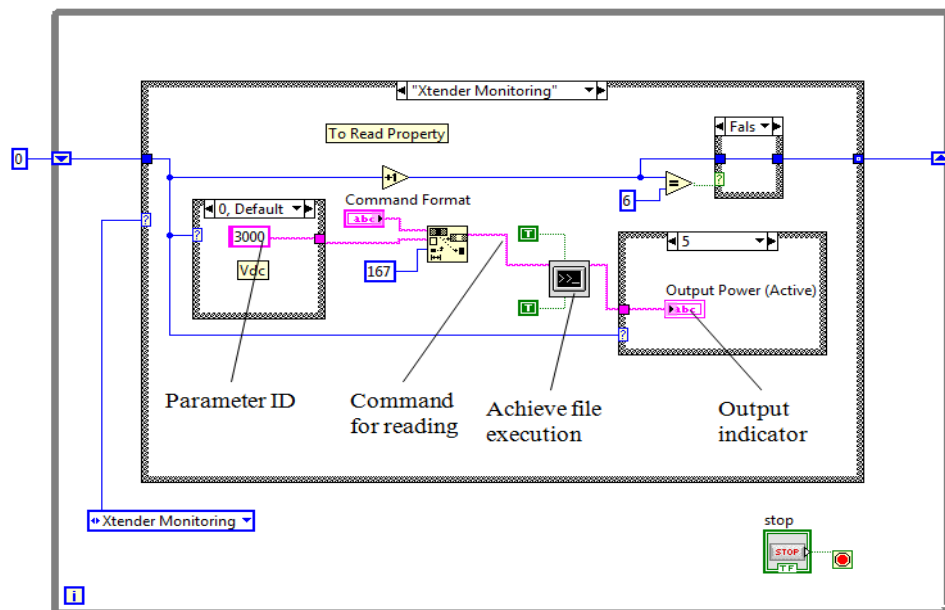 "Xtender Monitoring"
To Read Property
Fals
0
+1
=
6
Command Format
abc
0, Default
3000
Vdc
167
T
T
>>_
5
Output Power (Active)
abc
?
?
?
?
Parameter ID
Command
for reading
Achieve file
execution
Output
indicator
Xtender Monitoring
stop
STOP
TF
i